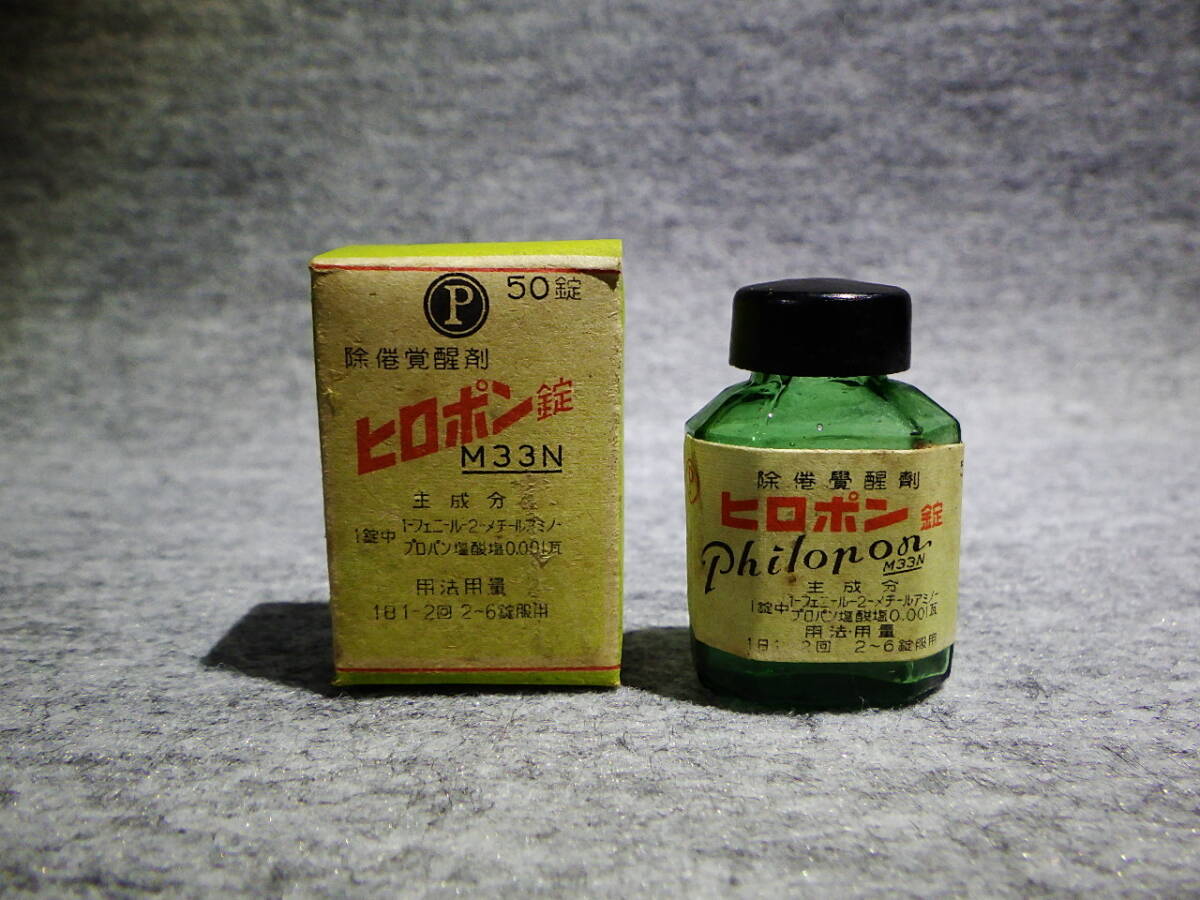 P
50錠
除倦覚醒剤
ヒロポン錠
M33N
主成分
1錠中
1-フェニール-2-メチールアミノ-
プロパン塩酸塩0.001瓦
用法用量
1日1-2回 2~6錠服用
除倦覺醒劑
ヒロポン錠
Philopon
M33N
主成分
1錠中
1-フェニール-2-メチールアミノ-
プロパン塩酸塩0.001瓦
用法・用量
1日1-2回 2~6錠服用